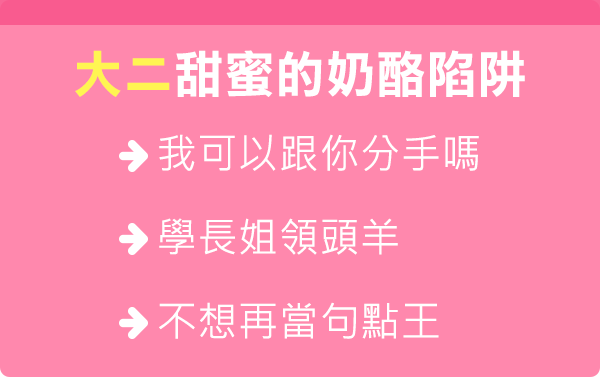 大二甜蜜的奶酪陷阱
我可以跟你分手嗎
學長姐領頭羊
不想再當句點王